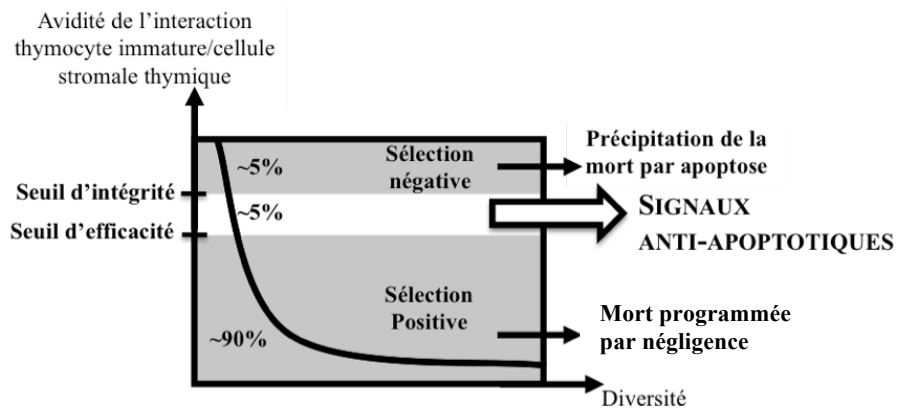 Avidité de l'interaction
thymocyte immature/cellule
stromale thymique
Précipitation de la
mort par apoptose
Sélection
négative
~5%
Seuil d'intégrité
~5%
SIGNAUX
ANTI-APOPTOTIQUES
Seuil d'efficacité
Sélection
Positive
Mort programmée
par négligence
~90%
Diversité